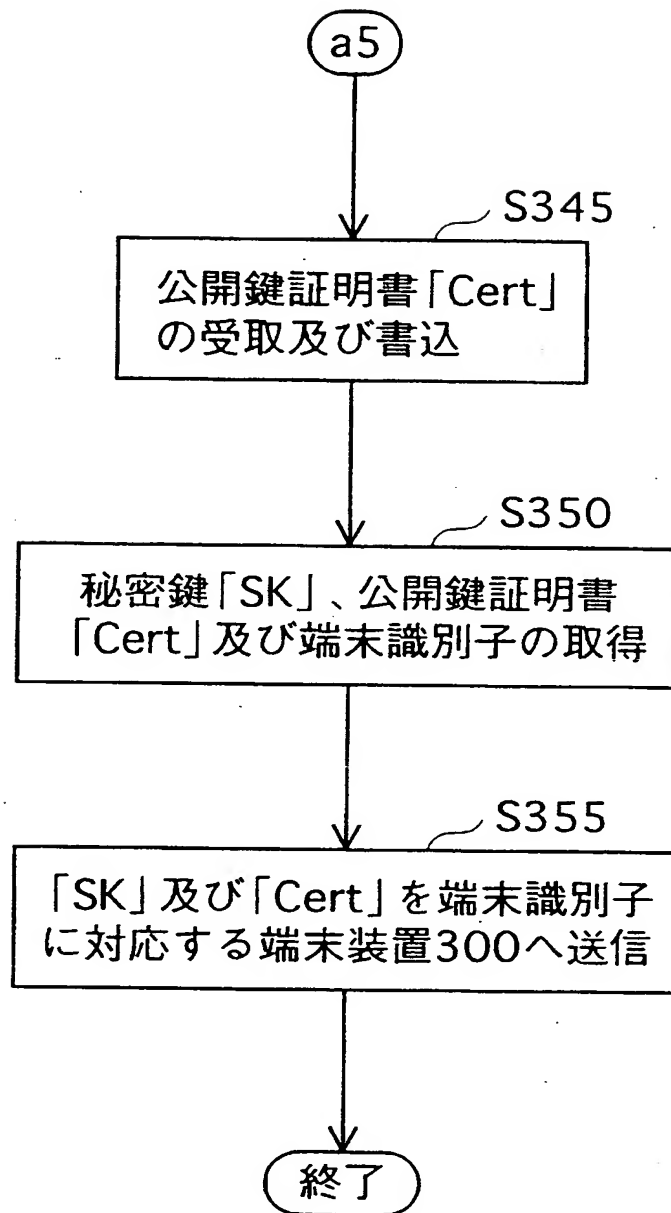 a5
S345
公開鍵証明書「Cert」
の受取及び書込
S350
秘密鍵「SK」、公開鍵証明書
「Cert」及び端末識別子の取得
S355
「SK」及び「Cert」を端末識別子
に対応する端末装置300へ送信
終了